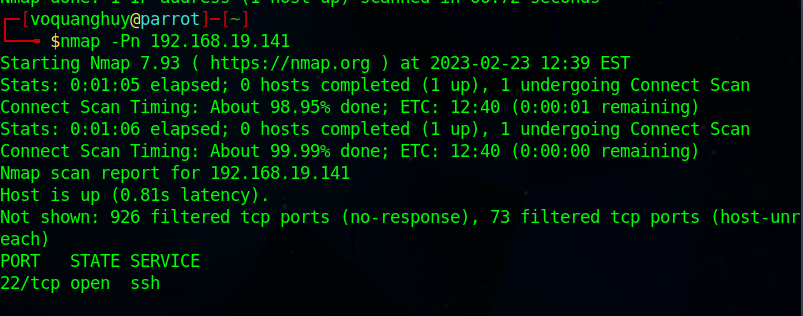 Nmap done: 1 IP address (1 host up) scanned in 66.72 seconds
┌─[voquanghuy@parrot]─[~]
└──╼ $nmap -Pn 192.168.19.141
Starting Nmap 7.93 ( https://nmap.org ) at 2023-02-23 12:39 EST
Stats: 0:01:05 elapsed; 0 hosts completed (1 up), 1 undergoing Connect Scan
Connect Scan Timing: About 98.95% done; ETC: 12:40 (0:00:01 remaining)
Stats: 0:01:06 elapsed; 0 hosts completed (1 up), 1 undergoing Connect Scan
Connect Scan Timing: About 99.99% done; ETC: 12:40 (0:00:00 remaining)
Nmap scan report for 192.168.19.141
Host is up (0.81s latency).
Not shown: 926 filtered tcp ports (no-response), 73 filtered tcp ports (host-unr
each)
PORT   STATE SERVICE
22/tcp open  ssh